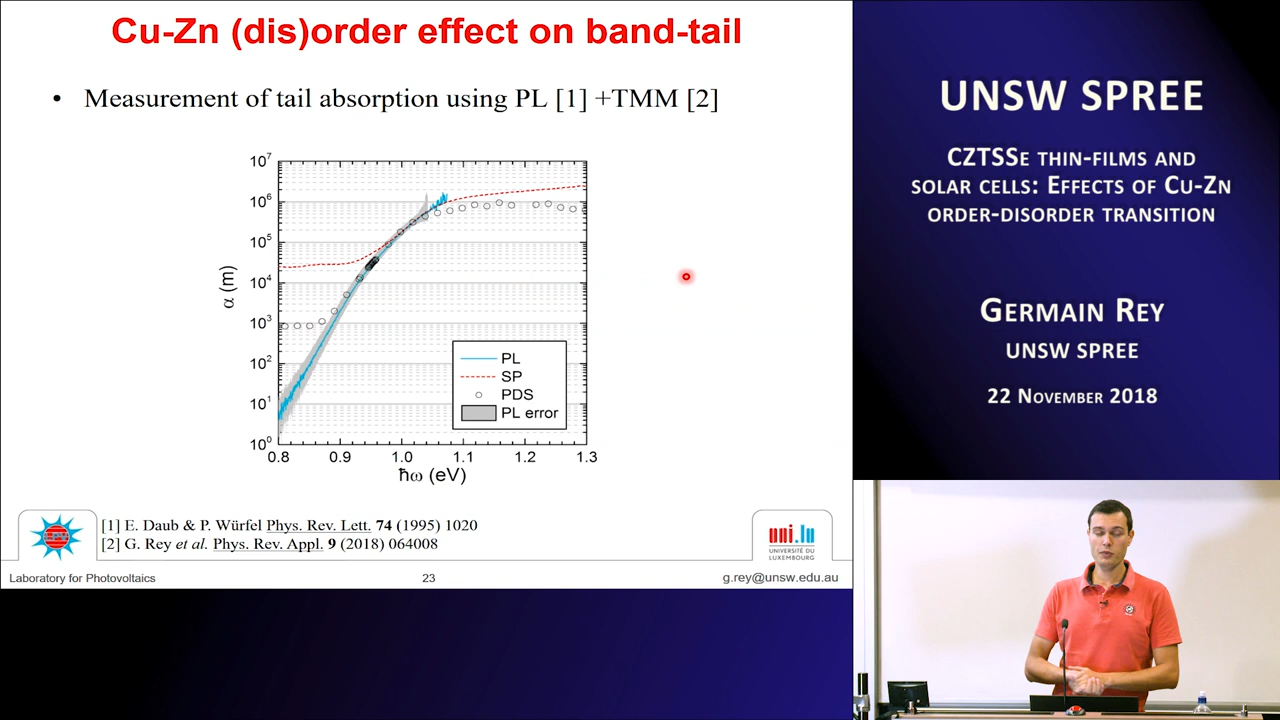 Cu-Zn (dis)order effect on band-tail
• Measurement of tail absorption using PL [1] +TMM [2]
10⁷
10⁶
10⁵
10⁴
10³
10²
10¹
10⁰
α (m)
PL
SP
PDS
PL error
0.8 0.9 1.0 1.1 1.2 1.3
ħω (eV)
[1] E. Daub & P. Würfel Phys. Rev. Lett. 74 (1995) 1020
[2] G. Rey et al. Phys. Rev. Appl. 9 (2018) 064008
uni.lu
UNIVERSITÉ DU
LUXEMBOURG
Laboratory for Photovoltaics
23
g.rey@unsw.edu.au
UNSW SPREE
CZTSSe thin-films and
solar cells: Effects of Cu-Zn
order-disorder transition
Germain Rey
UNSW SPREE
22 November 2018